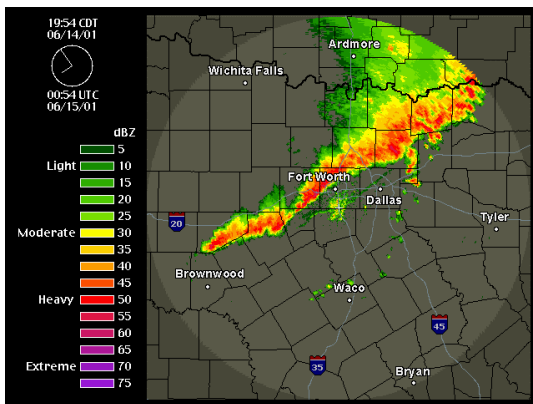 19:54 CDT
06/14/01
00:54 UTC
06/15/01
dBZ
5
Light 10
15
20
25
Moderate 30
35
40
45
Heavy 50
55
60
65
Extreme 70
75
Ardmore
Wichita Falls
Fort Worth
Dallas
20
Tyler
Brownwood
Waco
45
35
Bryan